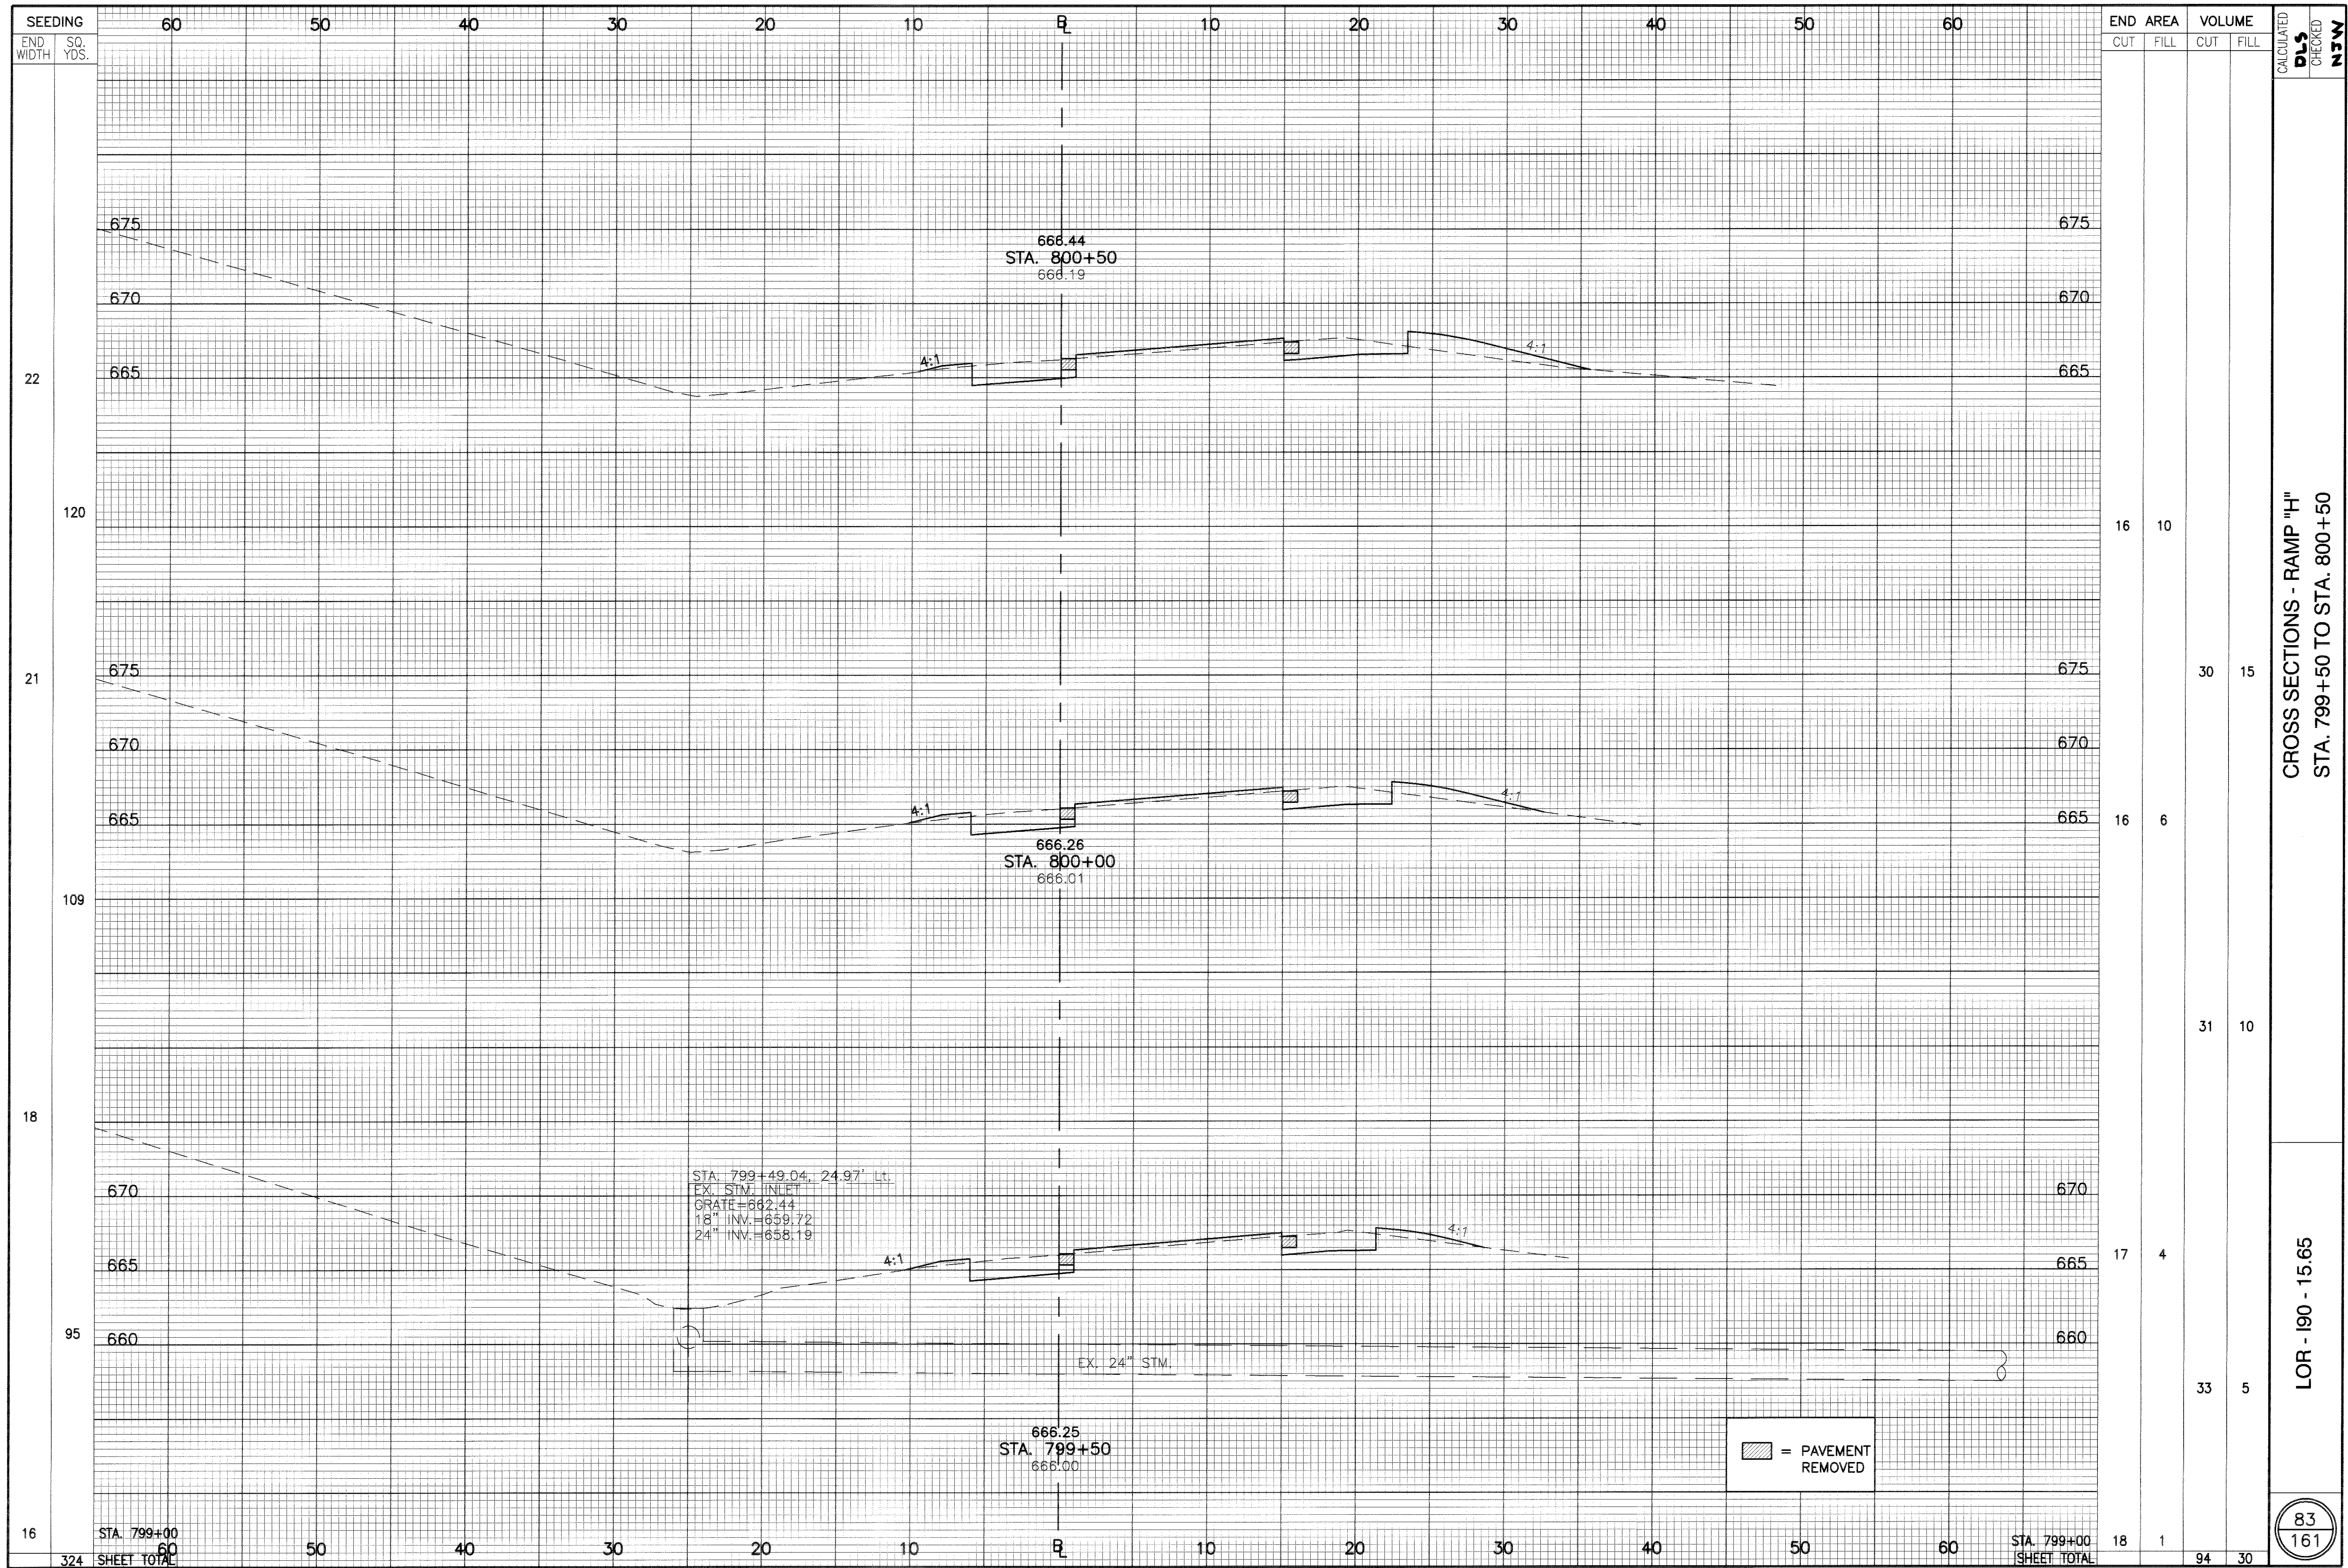 SEEDING
END WIDTH
SQ. YDS.
60 50 40 30 20 10 B L 10 20 30 40 50 60
END AREA
VOLUME
CUT FILL CUT FILL
CALCULATED
DLS
CHECKED
NJW
675 675
666.44
STA. 800+50
666.19
670 670
4:1 4:1
22 665 665
120 16 10
675 675
21 30 15
670 670
4:1 4:1
665 665 16 6
666.26
STA. 800+00
666.01
109
31 10
18
STA. 799+49.04, 24.97' Lt.
EX. STM. INLET
GRATE=662.44
18" INV.=659.72
24" INV.=658.19
670 670
4:1 4:1
665 665 17 4
95 660 660
EX. 24" STM.
33 5
666.25
STA. 799+50
666.00
= PAVEMENT
REMOVED
16 STA. 799+00 STA. 799+00 18 1
60 50 40 30 20 10 B L 10 20 30 40 50 60
324 SHEET TOTAL SHEET TOTAL 94 30
CROSS SECTIONS - RAMP "H"
STA. 799+50 TO STA. 800+50
LOR - I90 - 15.65
83
161